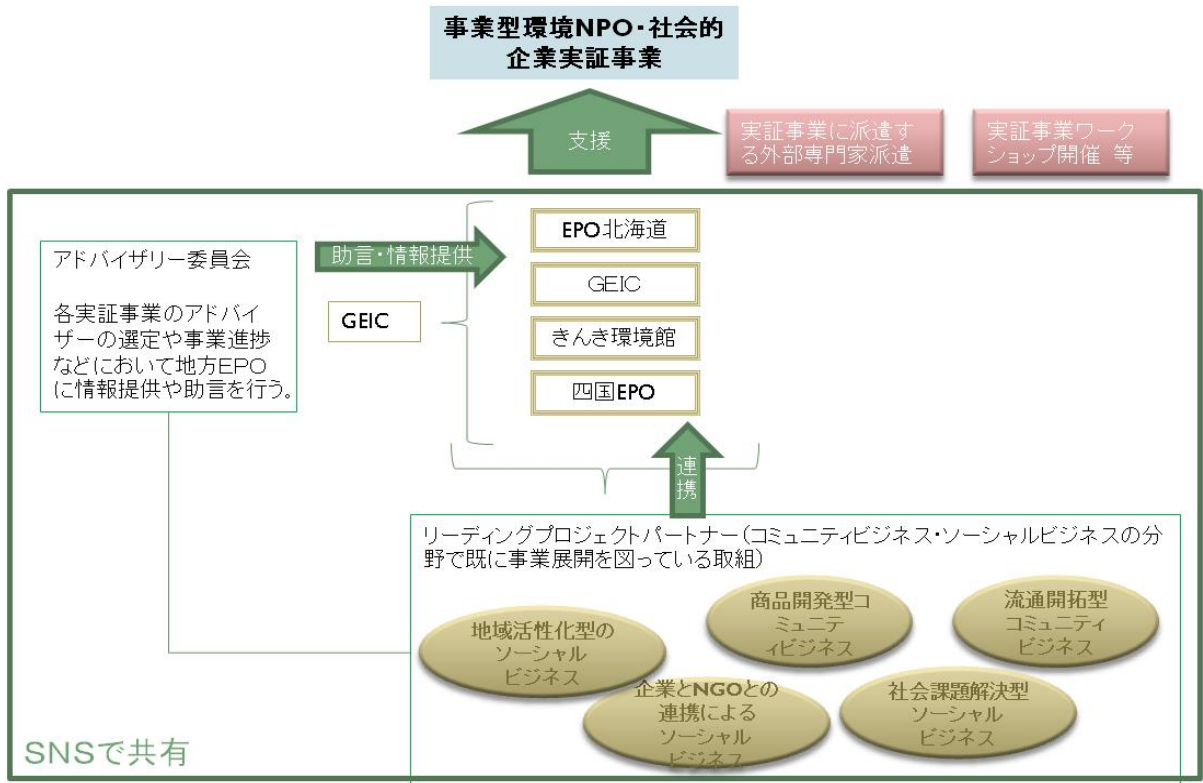 事業型環境NPO・社会的
企業実証事業
支援
実証事業に派遣す
る外部専門家派遣
実証事業ワーク
ショップ開催 等
アドバイザリー委員会
各実証事業のアドバイ
ザーの選定や事業進捗
などにおいて地方EPO
に情報提供や助言を行う。
助言・情報提供
GEIC
EPO北海道
GEIC
きんき環境館
四国EPO
連
携
リーディングプロジェクトパートナー(コミュニティビジネス・ソーシャルビジネスの分
野で既に事業展開を図っている取組)
地域活性化型の
ソーシャル
ビジネス
商品開発型コ
ミュニテ
ィビジネス
流通開拓型
コミュニティ
ビジネス
企業とNGOとの
連携による
ソーシャル
ビジネス
社会課題解決型
ソーシャル
ビジネス
SNSで共有